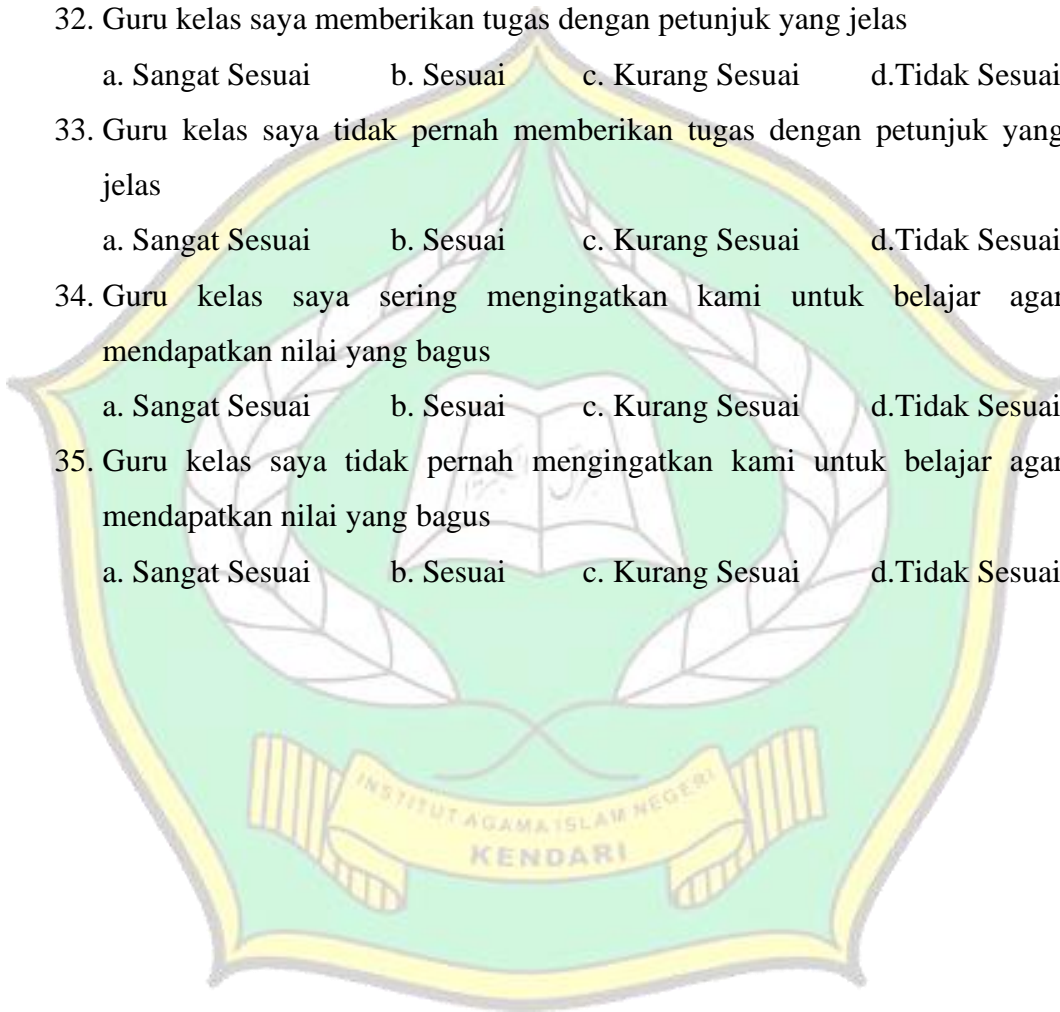 32. Guru kelas saya memberikan tugas dengan petunjuk yang jelas
a. Sangat Sesuai b. Sesuai c. Kurang Sesuai d.Tidak Sesuai
33. Guru kelas saya tidak pernah memberikan tugas dengan petunjuk yang
jelas
a. Sangat Sesuai b. Sesuai c. Kurang Sesuai d.Tidak Sesuai
34. Guru kelas saya sering mengingatkan kami untuk belajar agar
mendapatkan nilai yang bagus
a. Sangat Sesuai b. Sesuai c. Kurang Sesuai d.Tidak Sesuai
35. Guru kelas saya tidak pernah mengingatkan kami untuk belajar agar
mendapatkan nilai yang bagus
a. Sangat Sesuai b. Sesuai c. Kurang Sesuai d.Tidak Sesuai
INSTITUT AGAMA ISLAM NEGERI
KENDARI